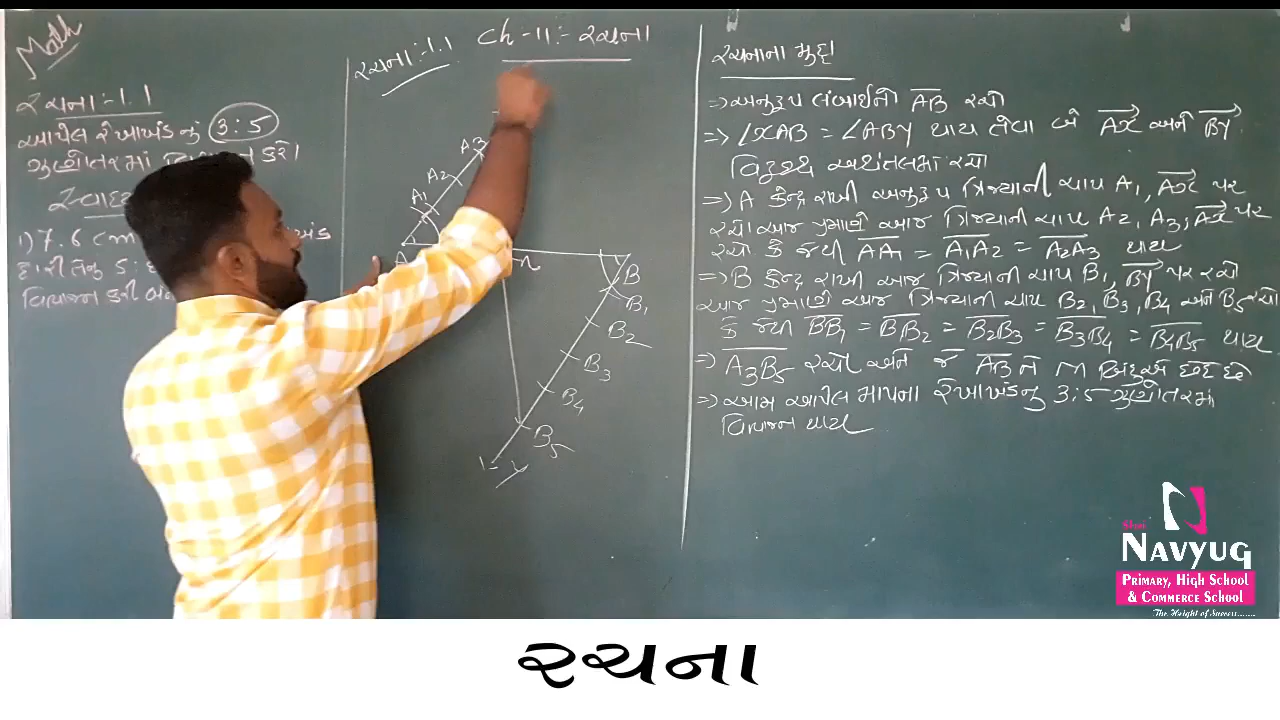 Math
રચના:-1.1
આપેલ રેખાખંડનું 3:5
ગુણોત્તરમાં કરો
1) 7.6 cm
રચના:-1.1
Ch-11:- રચના
A3
A2
A1
A
m
B
B1
B2
B3
B4
B5
y
રચનાના મુદ્દા
⇒ અનુરૂપ લંબાઈનો AB રચો
⇒ ∠XAB = ∠ABY થાય તેવા બે AX અને BY
વિરુદ્ધ અર્ધતલમાં રચો
⇒ A કેન્દ્ર રાખી અનુરૂપ ત્રિજ્યાની ચાપ A1, AX પર
રચો આજ પ્રમાણે આજ ત્રિજ્યાની ચાપ A2, A3, AX પર
રચો કે જેથી AA1 = A1A2 = A2A3 થાય
⇒ B કેન્દ્ર રાખી આજ ત્રિજ્યાની ચાપ B1, BY પર રચો
આજ પ્રમાણે આજ ત્રિજ્યાની ચાપ B2, B3, B4 અને B5 રચો
કે જેથી BB1 = B1B2 = B2B3 = B3B4 = B4B5 થાય
⇒ A3B5 રચો અને જે AB ને M બિંદુએ છેદે છે
⇒ આમ આપેલ માપના રેખાખંડનુ 3:5 ગુણોતરમા
વિભાજન થાય
Shri
NAVYUG
PRIMARY, HIGH SCHOOL
& COMMERCE SCHOOL
The Height of Success.......
રચના